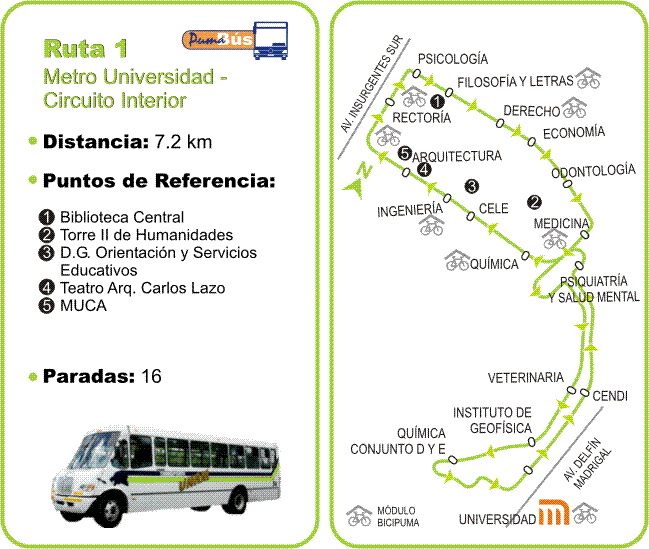 Ruta 1
PumaBús
Metro Universidad -
Circuito Interior
Distancia: 7.2 km
Puntos de Referencia:
1 Biblioteca Central
2 Torre II de Humanidades
3 D.G. Orientación y Servicios
Educativos
4 Teatro Arq. Carlos Lazo
5 MUCA
Paradas: 16
AV. INSURGENTES SUR
PSICOLOGÍA
FILOSOFÍA Y LETRAS
RECTORÍA
1
DERECHO
ECONOMÍA
5
ARQUITECTURA
4
ODONTOLOGÍA
N
3
2
INGENIERÍA
CELE
MEDICINA
QUÍMICA
PSIQUIATRÍA
Y SALUD MENTAL
VETERINARIA
CENDI
INSTITUTO DE
GEOFÍSICA
QUÍMICA
CONJUNTO D Y E
AV. DELFÍN
MADRIGAL
MÓDULO
BICIPUMA
UNIVERSIDAD